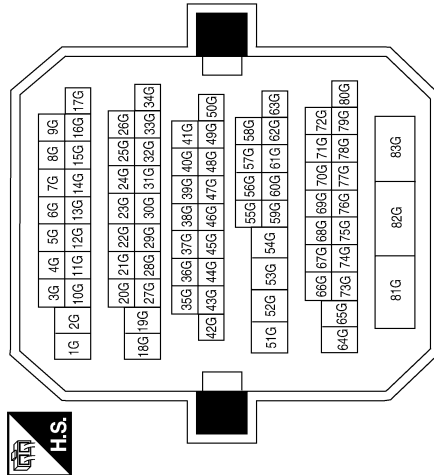 H.S.
3G 4G 5G 6G 7G 8G 9G
1G 2G
10G 11G 12G 13G 14G 15G 16G 17G
20G 21G 22G 23G 24G 25G 26G
18G 19G
27G 28G 29G 30G 31G 32G 33G 34G
35G 36G 37G 38G 39G 40G 41G
42G 43G 44G 45G 46G 47G 48G 49G 50G
55G 56G 57G 58G
51G 52G 53G 54G
59G 60G 61G 62G 63G
66G 67G 68G 69G 70G 71G 72G
64G 65G
73G 74G 75G 76G 77G 78G 79G 80G
81G 82G 83G